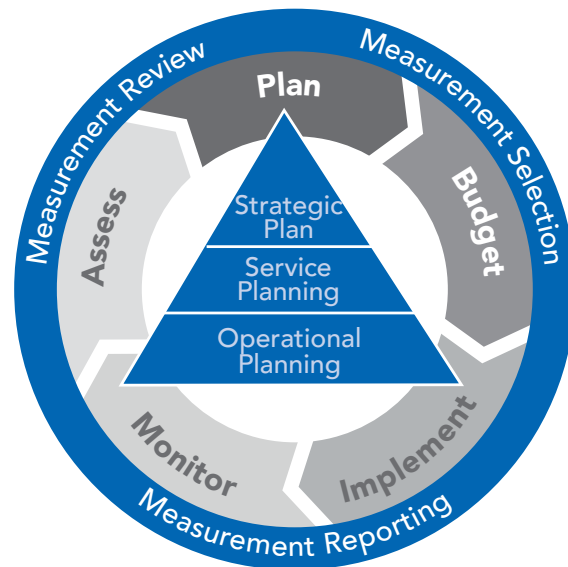 Measurement Review
Measurement Selection
Plan
Budget
Implement
Monitor
Assess
Strategic
Plan
Service
Planning
Operational
Planning
Measurement Reporting